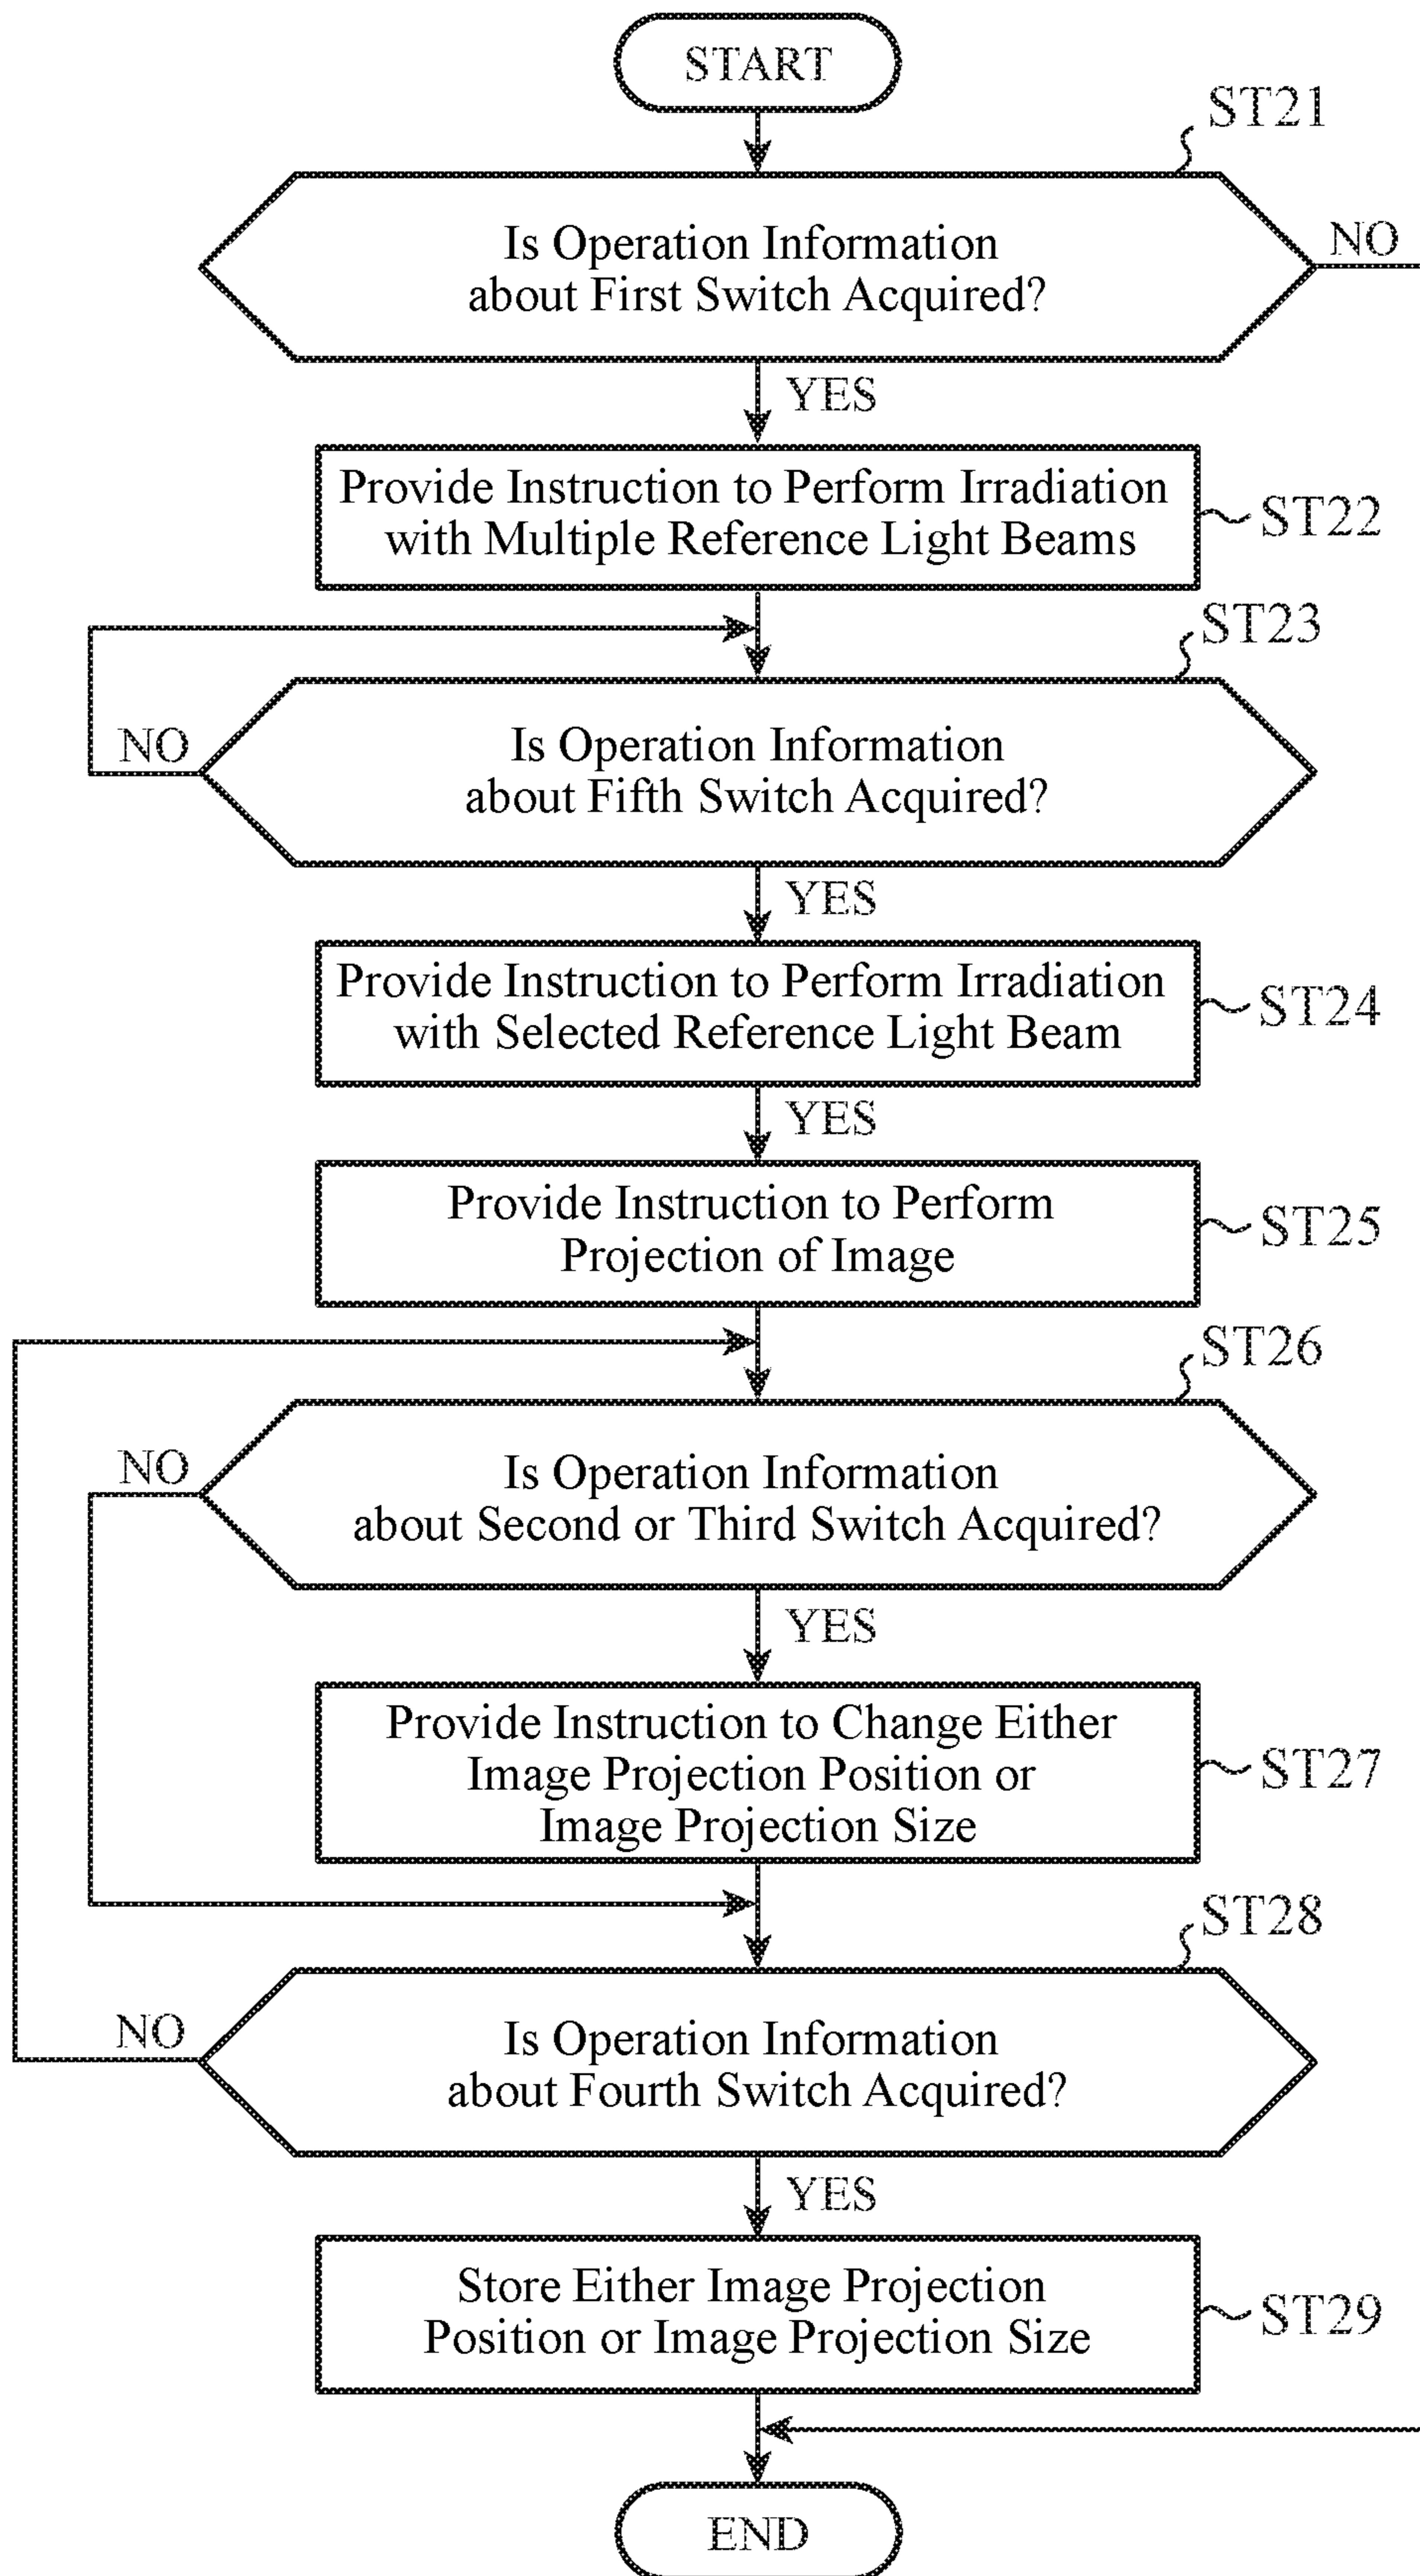 START
ST21
Is Operation Information
about First Switch Acquired?
NO
YES
Provide Instruction to Perform Irradiation
with Multiple Reference Light Beams
ST22
ST23
NO
Is Operation Information
about Fifth Switch Acquired?
YES
Provide Instruction to Perform Irradiation
with Selected Reference Light Beam
ST24
YES
Provide Instruction to Perform
Projection of Image
ST25
ST26
NO
Is Operation Information
about Second or Third Switch Acquired?
YES
Provide Instruction to Change Either
Image Projection Position or
Image Projection Size
ST27
ST28
NO
Is Operation Information
about Fourth Switch Acquired?
YES
Store Either Image Projection
Position or Image Projection Size
ST29
END